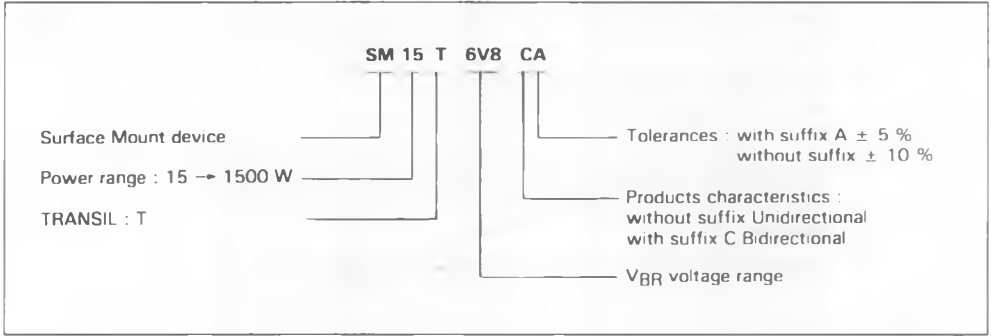 SM 15 T 6V8 CA
Surface Mount device
Power range : 15 → 1500 W
TRANSIL : T
Tolerances : with suffix A ± 5 %
without suffix ± 10 %
Products characteristics :
without suffix Unidirectional
with suffix C Bidirectional
VBR voltage range